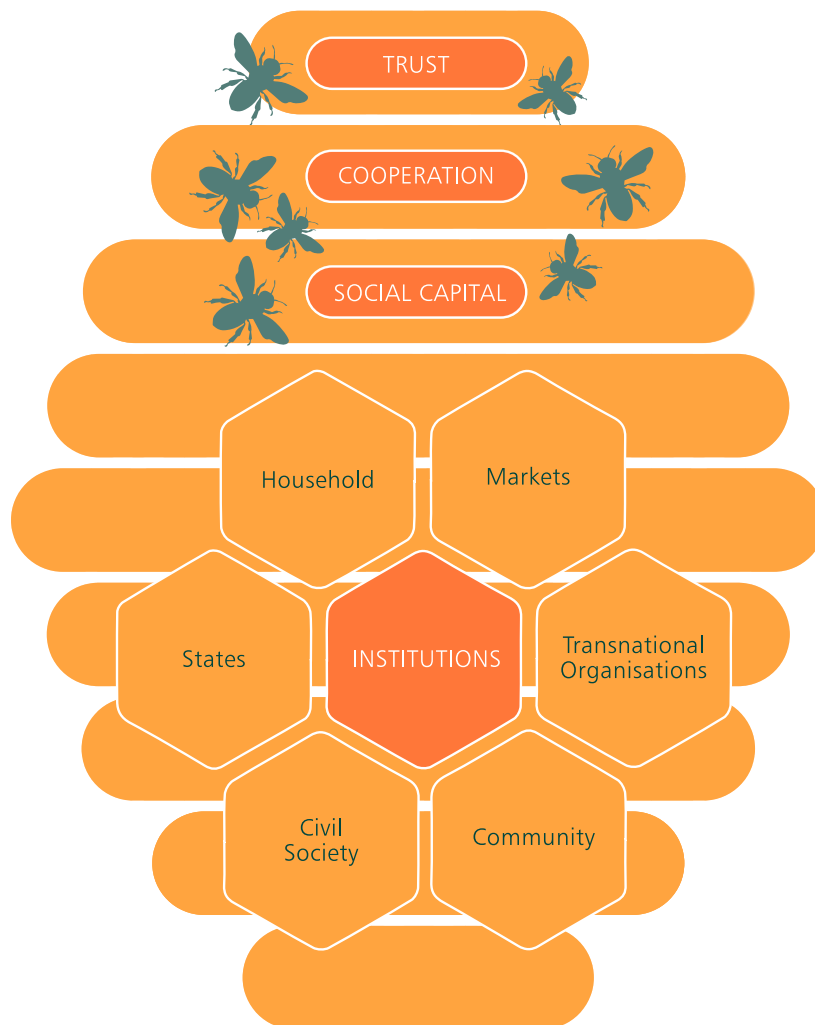 TRUST
COOPERATION
SOCIAL CAPITAL
Household
Markets
States
INSTITUTIONS
Transnational
Organisations
Civil
Society
Community